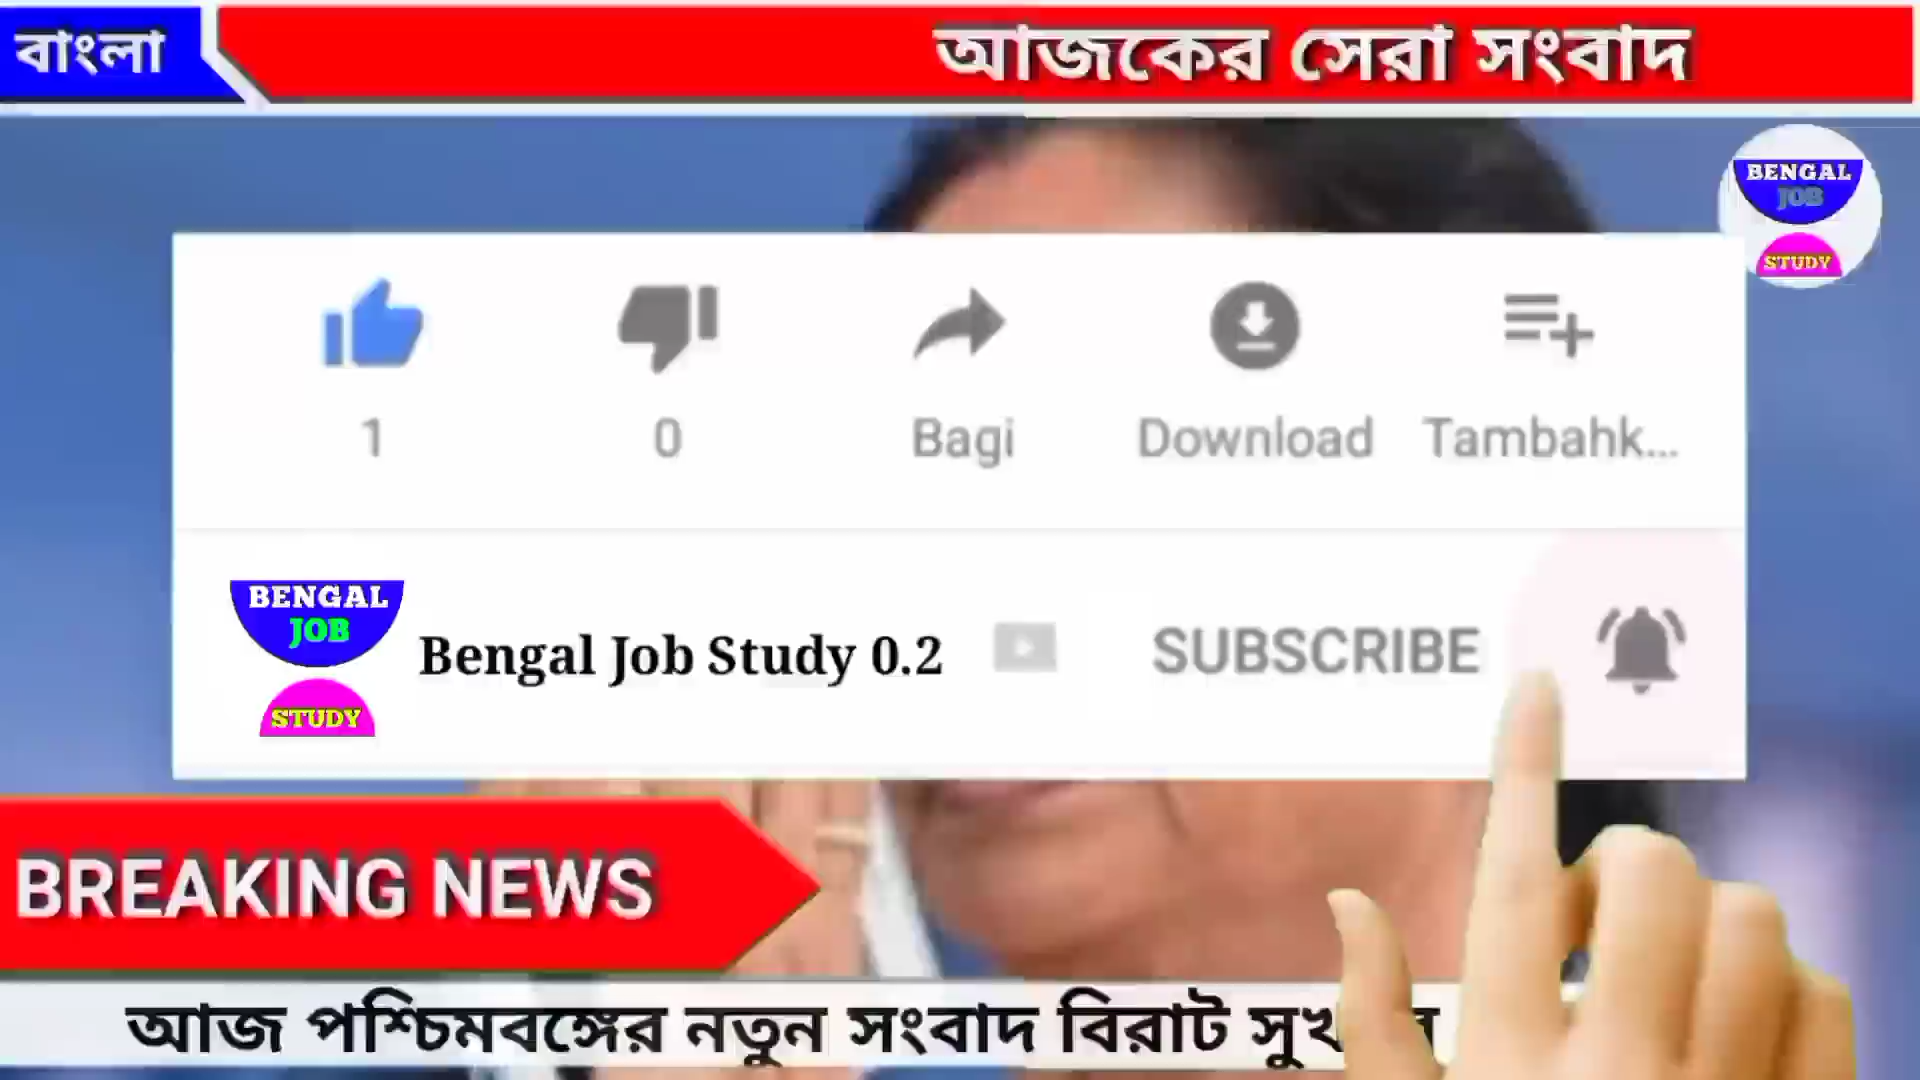 বাংলা
আজকের সেরা সংবাদ
BENGAL
JOB
STUDY
1
0
Bagi
Download
Tambahk...
BENGAL
JOB
STUDY
Bengal Job Study 0.2
SUBSCRIBE
BREAKING NEWS
আজ পশ্চিমবঙ্গের নতুন সংবাদ বিরাট